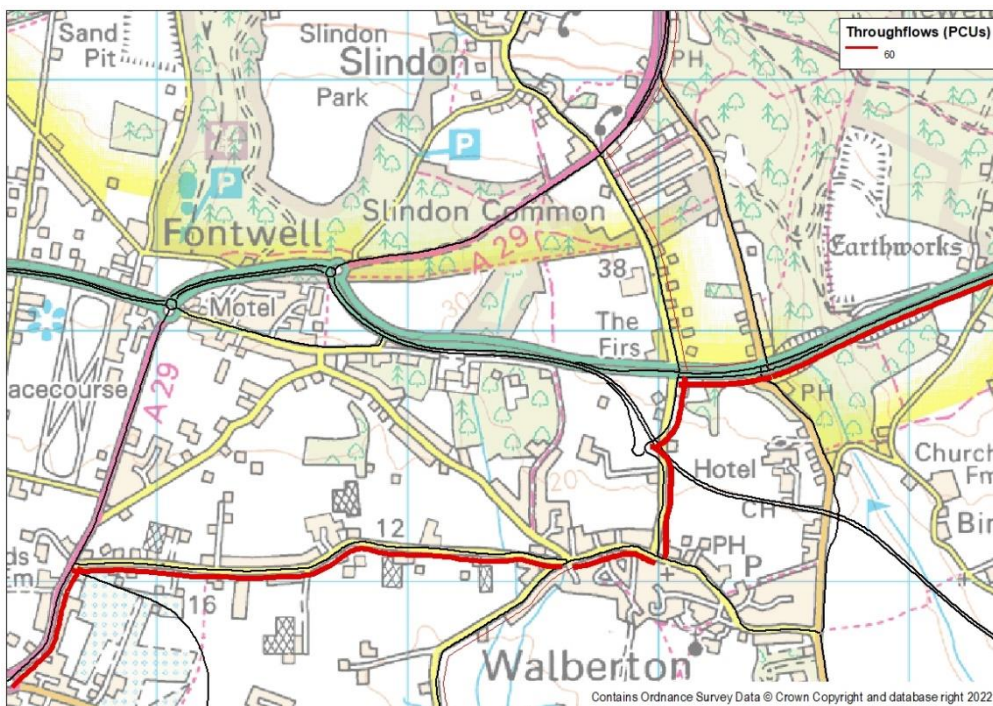 Throughflows (PCUs)
60
Sand
Pit
Slindon
Slindon
Park
PH
P
P
Fontwell
Slindon Common
A 29
Earthworks
38
Motel
30
The
Firs
A 29
acecourse
PH
Hotel
Church
Fm
20
CH
Bin
12
PH
P
ds
16
Walberton
Contains Ordnance Survey Data © Crown Copyright and database right 2022